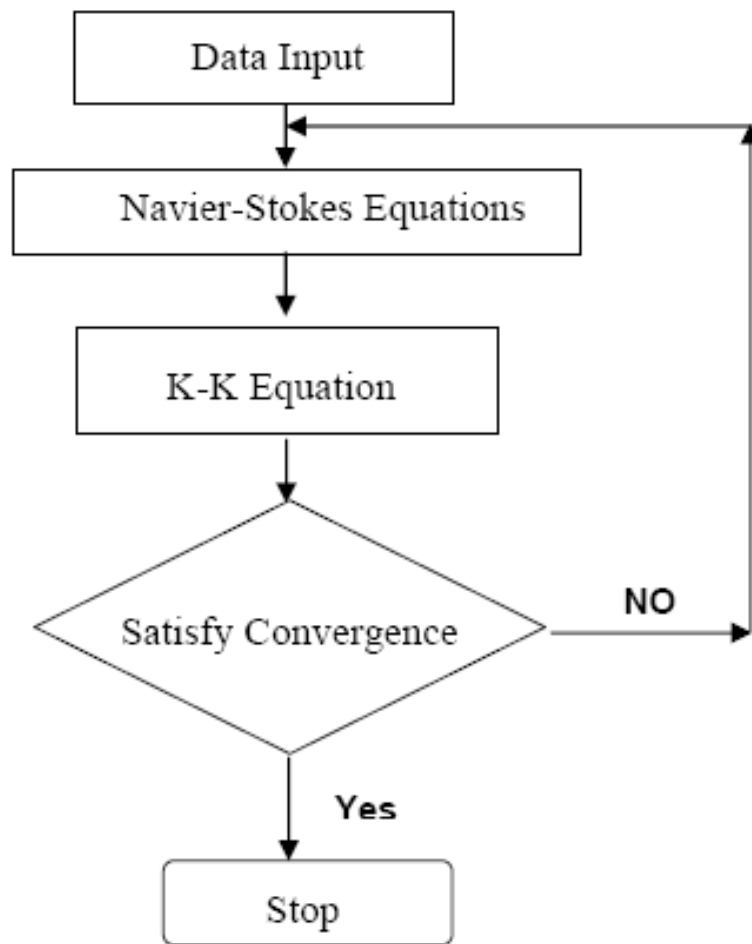 Data Input
Navier-Stokes Equations
K-K Equation
Satisfy Convergence
NO
Yes
Stop